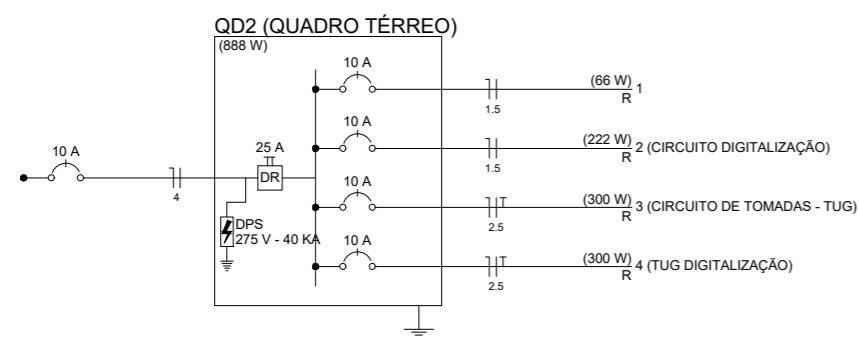 QD2 (QUADRO TÉRREO)
(888 W)
10 A
4
25 A
DR
DPS
275 V - 40 KA
10 A
1.5
(66 W)
R
1
10 A
1.5
(222 W)
R
2 (CIRCUITO DIGITALIZAÇÃO)
10 A
T
2.5
(300 W)
R
3 (CIRCUITO DE TOMADAS - TUG)
10 A
T
2.5
(300 W)
R
4 (TUG DIGITALIZAÇÃO)